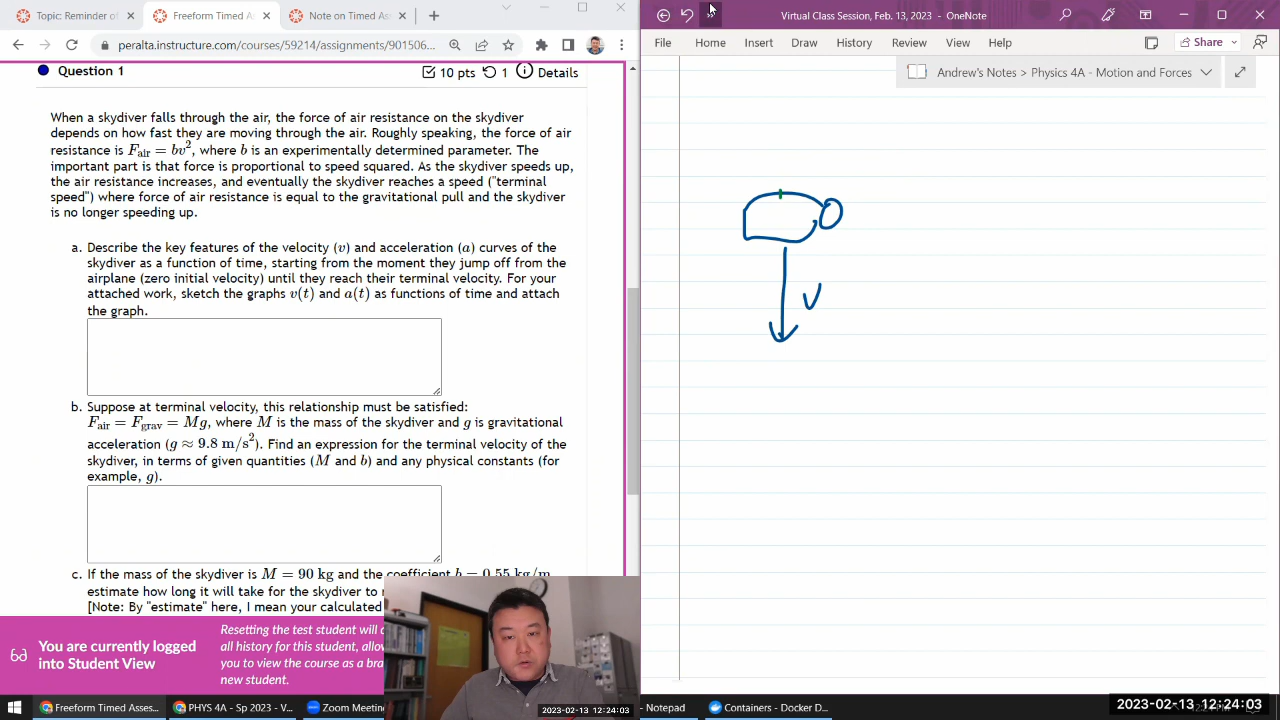 Topic: Reminder of
Freeform Timed As
Note on Timed Ass
Virtual Class Session, Feb. 13, 2023 - OneNote
peralta.instructure.com/courses/59214/assignments/901506...
File Home Insert Draw History Review View Help Share
Andrew's Notes > Physics 4A - Motion and Forces
Question 1
10 pts 1 Details
When a skydiver falls through the air, the force of air resistance on the skydiver
depends on how fast they are moving through the air. Roughly speaking, the force of air
resistance is F_air = bv², where b is an experimentally determined parameter. The
important part is that force is proportional to speed squared. As the skydiver speeds up,
the air resistance increases, and eventually the skydiver reaches a speed ("terminal
speed") where force of air resistance is equal to the gravitational pull and the skydiver
is no longer speeding up.
a. Describe the key features of the velocity (v) and acceleration (a) curves of the
skydiver as a function of time, starting from the moment they jump off from the
airplane (zero initial velocity) until they reach their terminal velocity. For your
attached work, sketch the graphs v(t) and a(t) as functions of time and attach
the graph.
b. Suppose at terminal velocity, this relationship must be satisfied:
F_air = F_grav = Mg, where M is the mass of the skydiver and g is gravitational
acceleration (g ≈ 9.8 m/s²). Find an expression for the terminal velocity of the
skydiver, in terms of given quantities (M and b) and any physical constants (for
example, g).
c. If the mass of the skydiver is M = 90 kg and the coefficient b = 0.55 kg/m
estimate how long it will take for the skydiver to
[Note: By "estimate" here, I mean your calculated
v
You are currently logged
into Student View
Resetting the test student will
all history for this student, allo
you to view the course as a bra
new student.
2023-02-13 12:24:03
Freeform Timed Asses...
PHYS 4A - Sp 2023 - V...
Zoom Meeting
- Notepad
Containers - Docker D...
2023-02-13 12:24:03